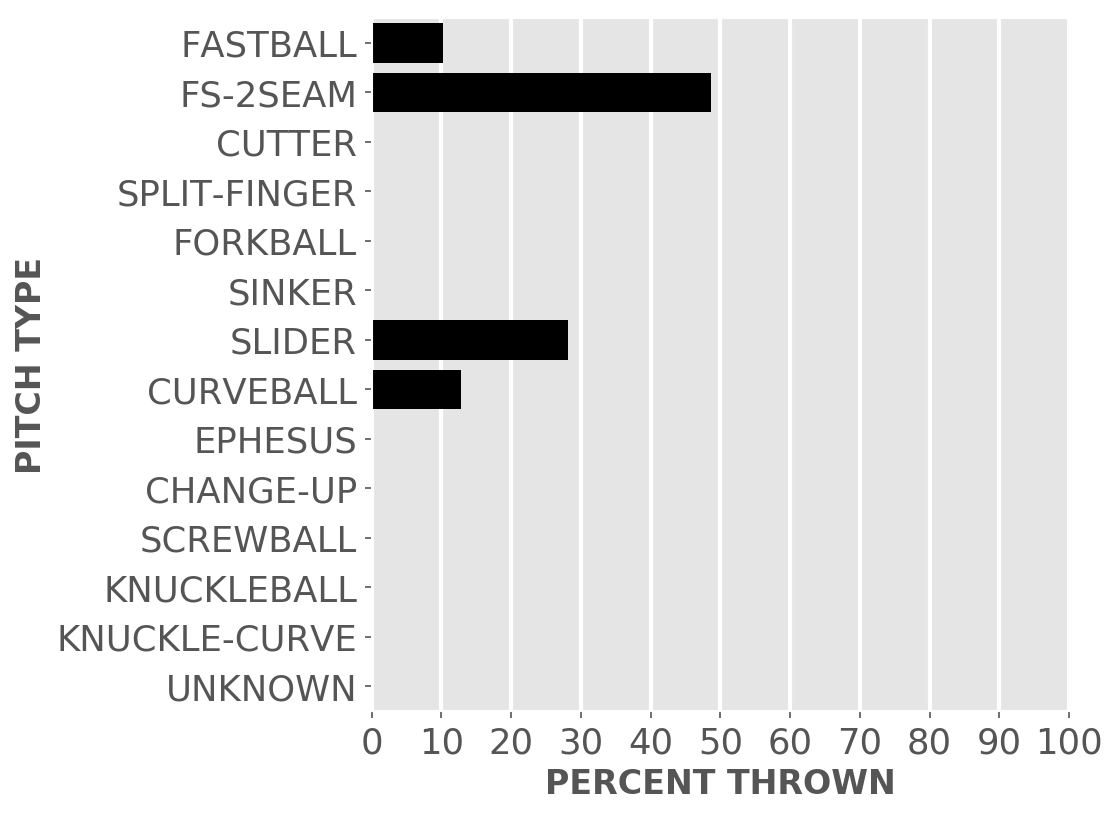 FASTBALL
FS-2SEAM
CUTTER
SPLIT-FINGER
FORKBALL
SINKER
SLIDER
CURVEBALL
EPHESUS
CHANGE-UP
SCREWBALL
KNUCKLEBALL
KNUCKLE-CURVE
UNKNOWN
PITCH TYPE
0 10 20 30 40 50 60 70 80 90 100
PERCENT THROWN